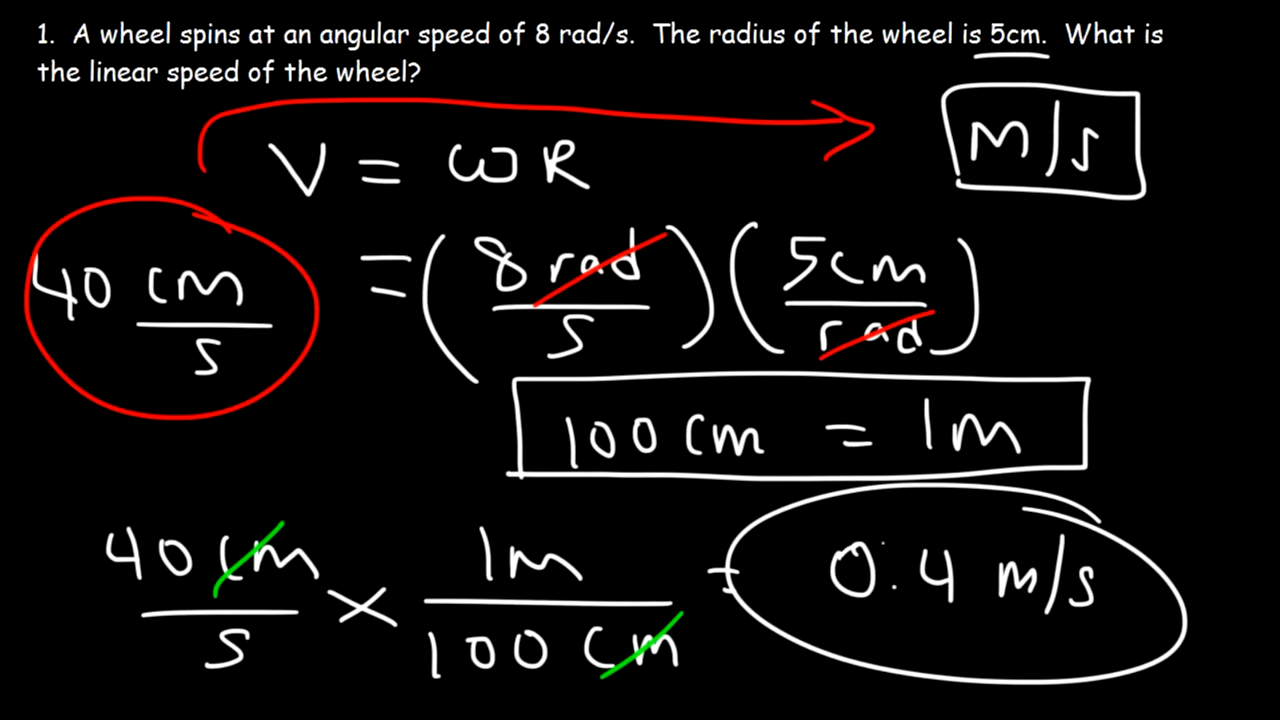 1. A wheel spins at an angular speed of 8 rad/s. The radius of the wheel is 5cm. What is
the linear speed of the wheel?
V = ωR
m/s
40 cm/s = (8 rad/s)(5cm/rad)
100 cm = 1m
40 cm/s × 1m/100 cm = 0.4 m/s